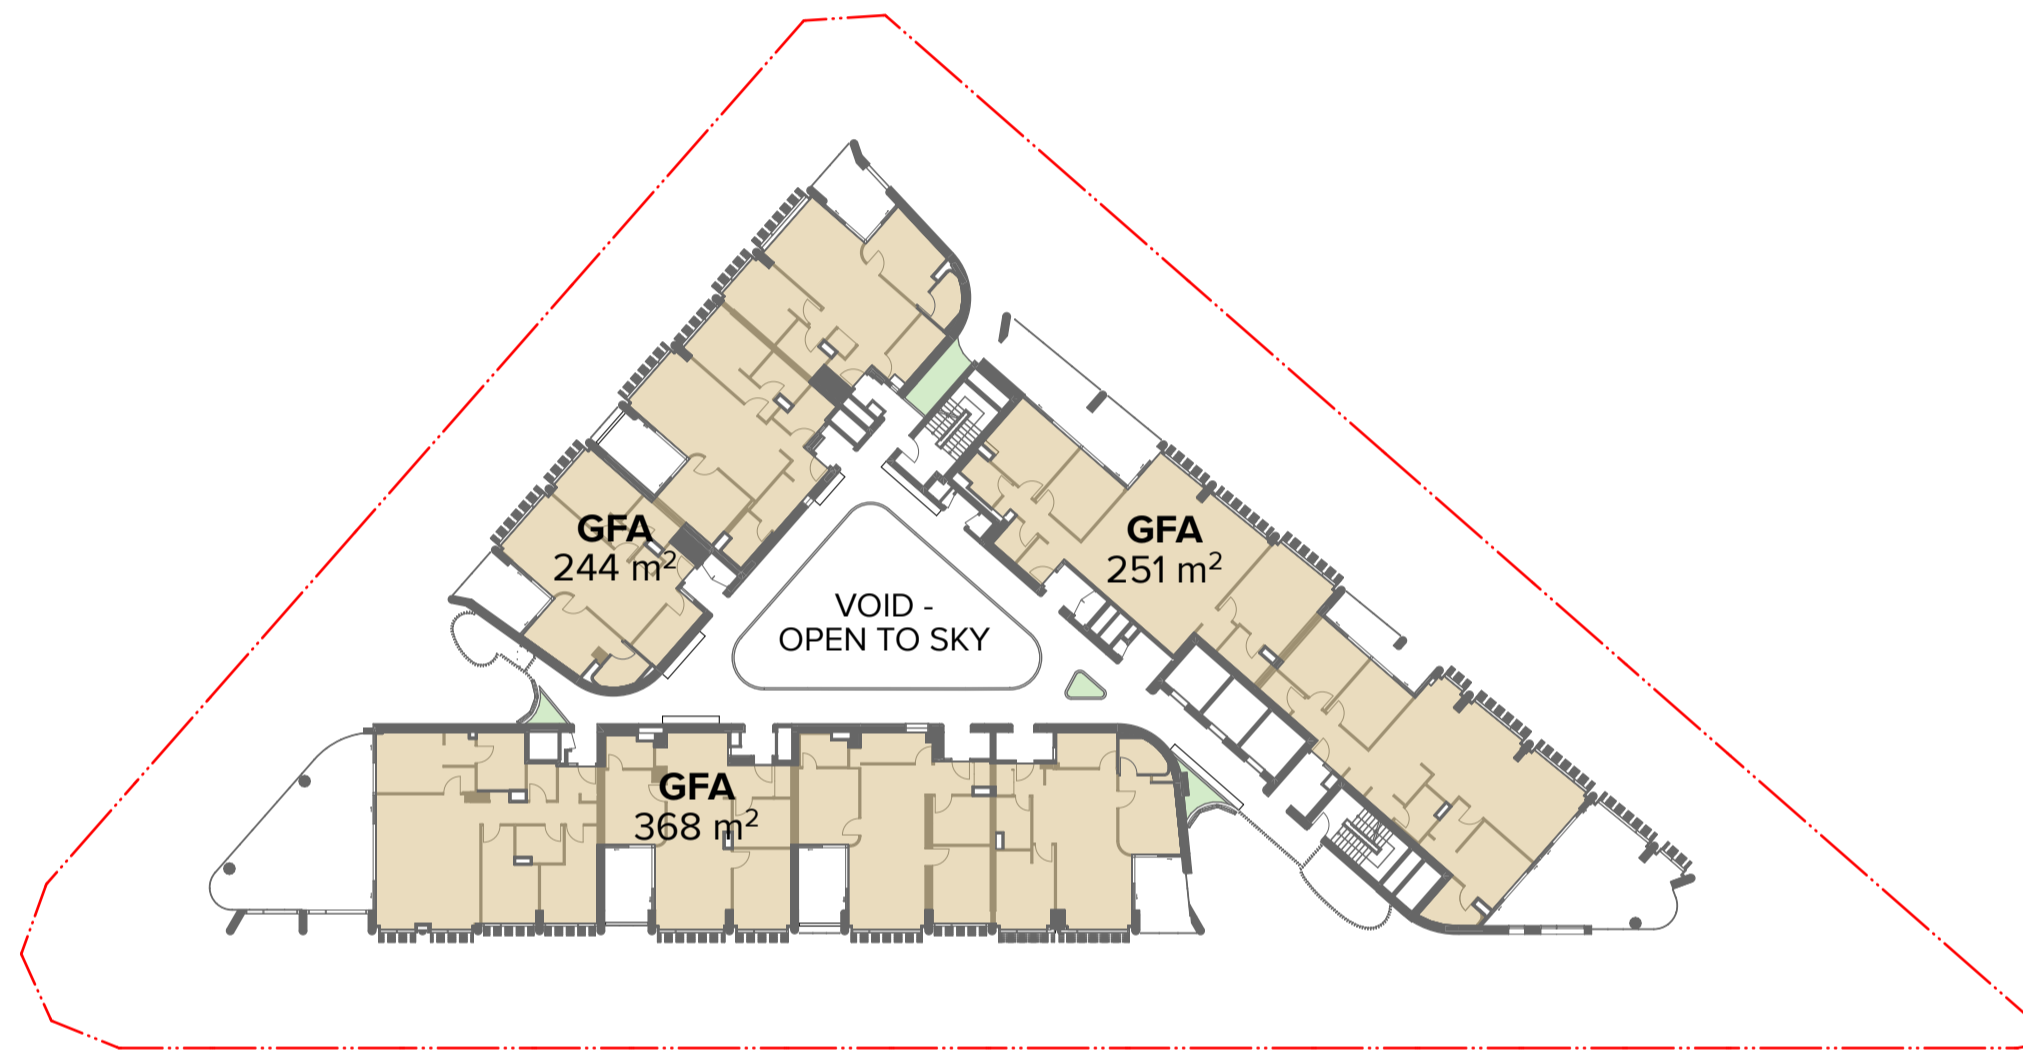 GFA
244 m²
GFA
251 m²
VOID -
OPEN TO SKY
GFA
368 m²